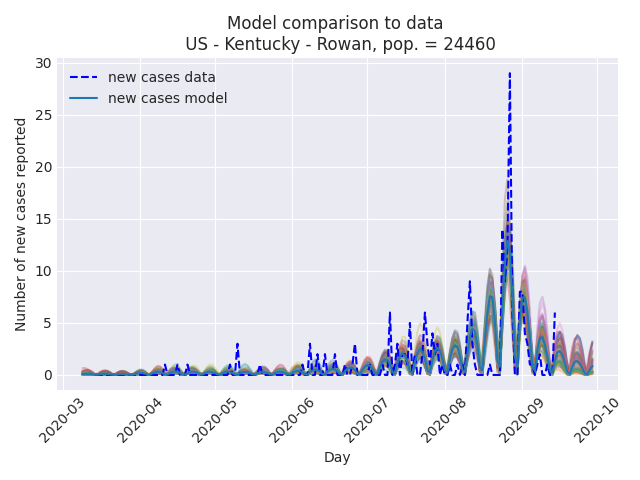 Model comparison to data
US - Kentucky - Rowan, pop. = 24460
new cases data
new cases model
Number of new cases reported
30
25
20
15
10
5
0
2020-03
2020-04
2020-05
2020-06
2020-07
2020-08
2020-09
2020-10
Day